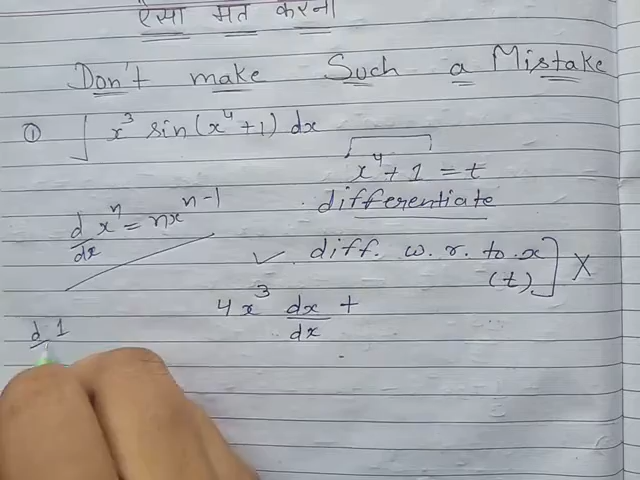 ऐसा मत करना
Don't make Such a Mistake
① ∫ x³ sin(x⁴+1) dx
x⁴+1 = t
differentiate
d/dx xⁿ = nxⁿ⁻¹
✓ diff. w. r. to x
(t) ] X
4x³ dx/dx +
d 1